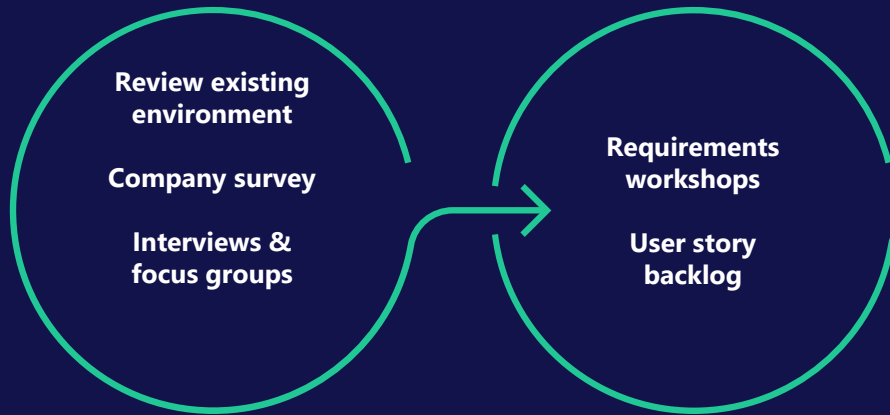 Review existing
environment
Company survey
Interviews &
focus groups
Requirements
workshops
User story
backlog